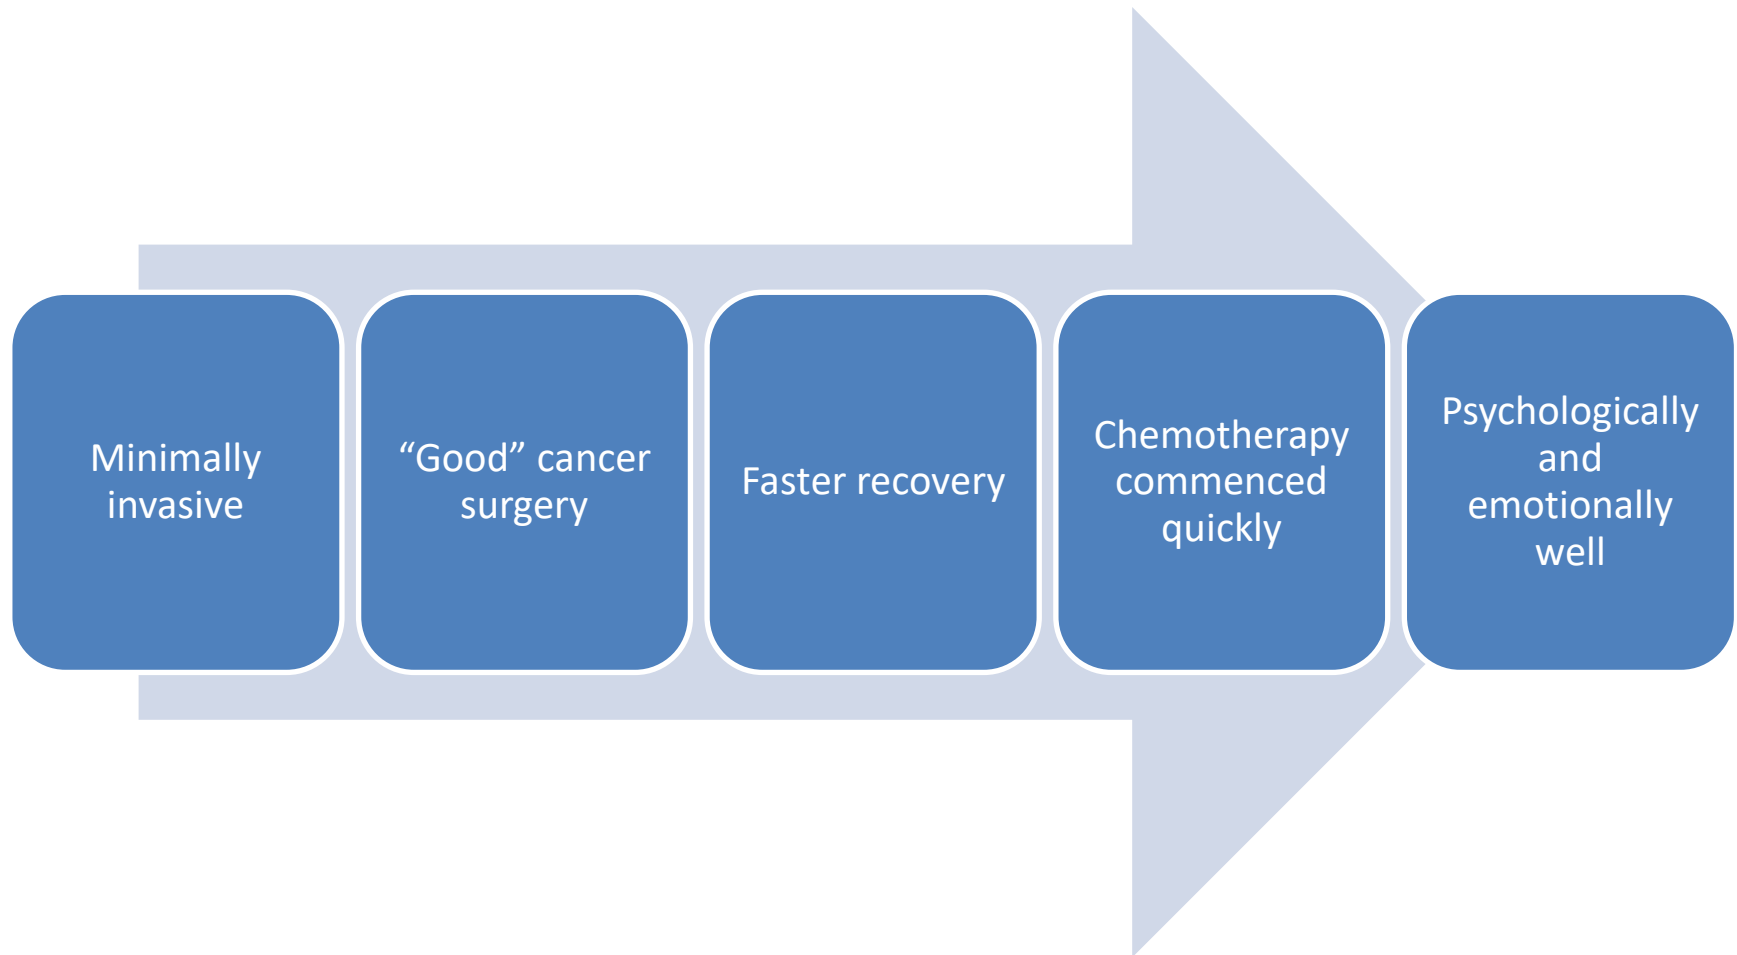 Minimally
invasive
“Good” cancer
surgery
Faster recovery
Chemotherapy
commenced
quickly
Psychologically
and
emotionally
well